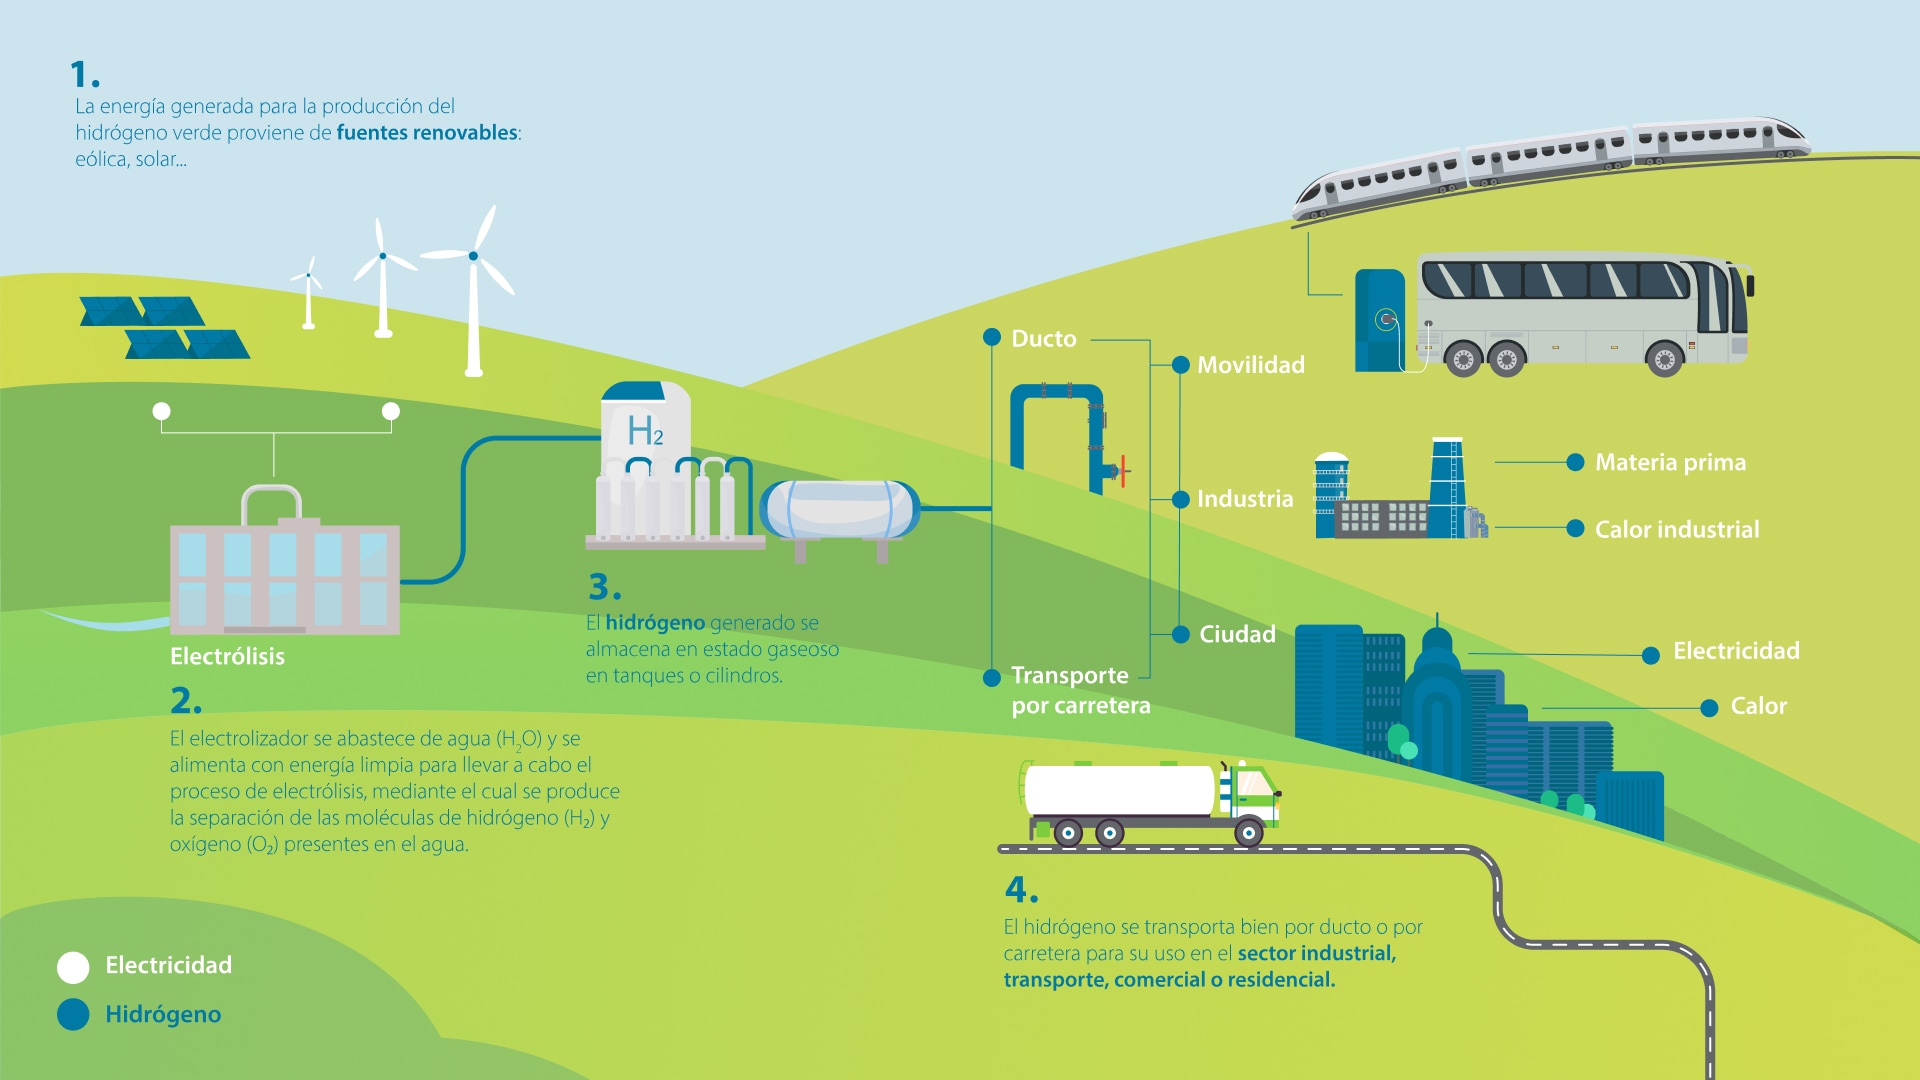 1.
La energía generada para la producción del
hidrógeno verde proviene de fuentes renovables:
eólica, solar...
H₂
Electrólisis
2.
El electrolizador se abastece de agua (H₂O) y se
alimenta con energía limpia para llevar a cabo el
proceso de electrólisis, mediante el cual se produce
la separación de las moléculas de hidrógeno (H₂) y
oxígeno (O₂) presentes en el agua.
3.
El hidrógeno generado se
almacena en estado gaseoso
en tanques o cilindros.
Ducto
Transporte
por carretera
Movilidad
Industria
Ciudad
Materia prima
Calor industrial
Electricidad
Calor
4.
El hidrógeno se transporta bien por ducto o por
carretera para su uso en el sector industrial,
transporte, comercial o residencial.
Electricidad
Hidrógeno